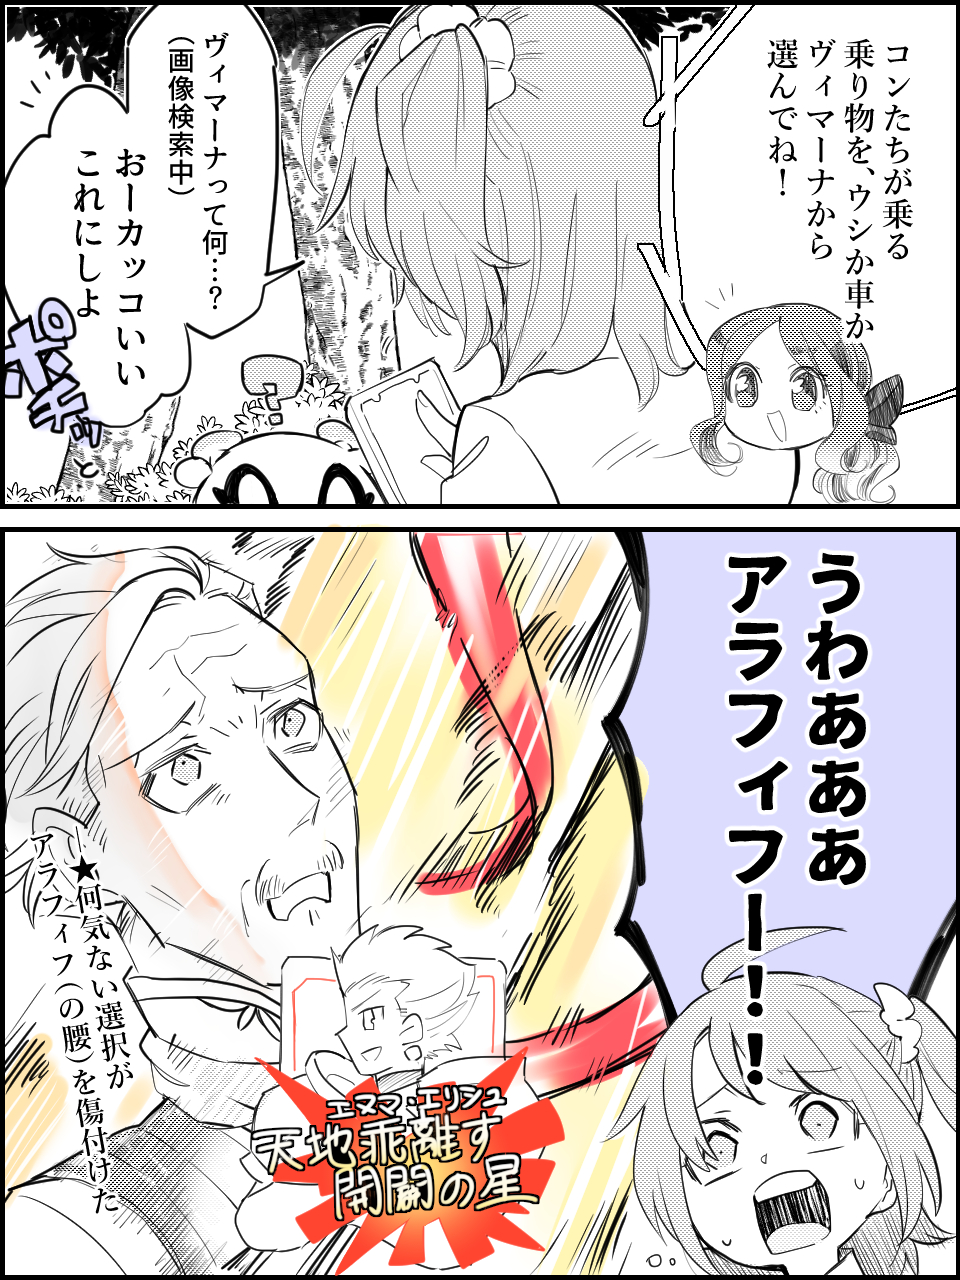 コンたちが乗る
乗り物を、ウシか車か
ヴィマーナから
選んでね！
ヴィマーナって何…？
（画像検索中）
おーカッコいい
これにしよ
ポチッ
と
うわあああ
アラフィフー！！
エヌマ・エリシュ
天地乖離す
開闢の星
★何気ない選択が
アラフィフ（の腰）を傷付けた